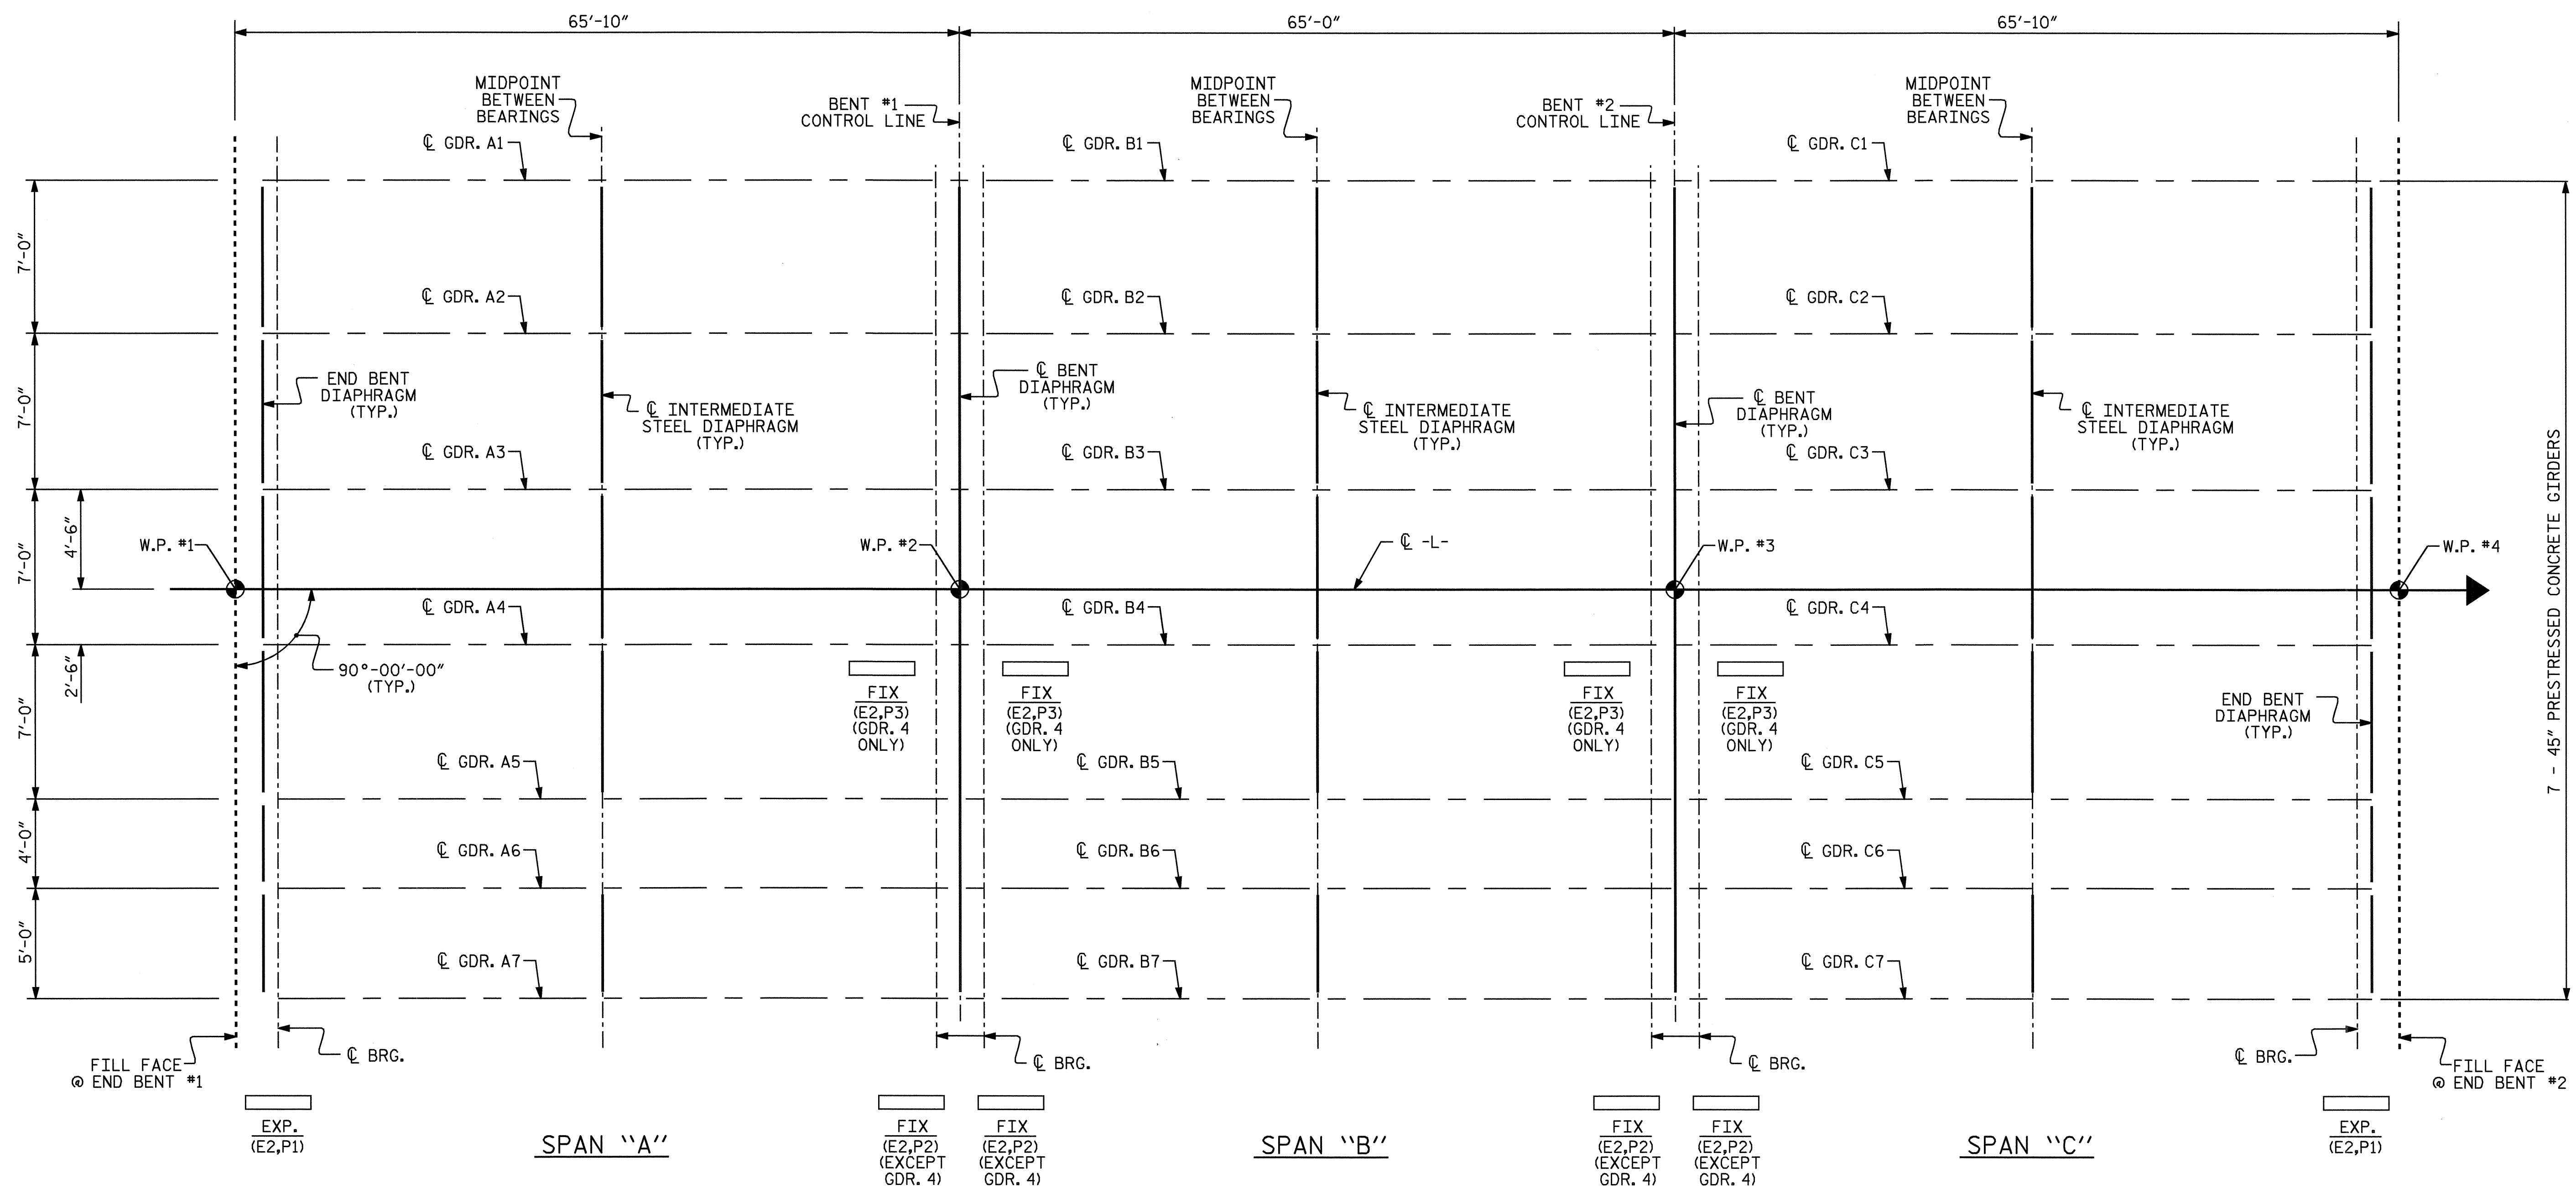 65'-10"
65'-0"
65'-10"
MIDPOINT
BETWEEN
BEARINGS
BENT #1
CONTROL LINE
MIDPOINT
BETWEEN
BEARINGS
BENT #2
CONTROL LINE
MIDPOINT
BETWEEN
BEARINGS
℄ GDR. A1
℄ GDR. B1
℄ GDR. C1
7'-0"
℄ GDR. A2
℄ GDR. B2
℄ GDR. C2
7'-0"
END BENT
DIAPHRAGM
(TYP.)
℄ INTERMEDIATE
STEEL DIAPHRAGM
(TYP.)
℄ BENT
DIAPHRAGM
(TYP.)
℄ INTERMEDIATE
STEEL DIAPHRAGM
(TYP.)
℄ BENT
DIAPHRAGM
(TYP.)
℄ INTERMEDIATE
STEEL DIAPHRAGM
(TYP.)
℄ GDR. A3
℄ GDR. B3
℄ GDR. C3
7'-0"
4'-6"
W.P. #1
W.P. #2
℄ -L-
W.P. #3
W.P. #4
℄ GDR. A4
℄ GDR. B4
℄ GDR. C4
2'-6"
90°-00'-00"
(TYP.)
7'-0"
FIX
(E2,P3)
(GDR. 4
ONLY)
FIX
(E2,P3)
(GDR. 4
ONLY)
FIX
(E2,P3)
(GDR. 4
ONLY)
FIX
(E2,P3)
(GDR. 4
ONLY)
END BENT
DIAPHRAGM
(TYP.)
7 - 45" PRESTRESSED CONCRETE GIRDERS
℄ GDR. A5
℄ GDR. B5
℄ GDR. C5
4'-0"
℄ GDR. A6
℄ GDR. B6
℄ GDR. C6
5'-0"
℄ GDR. A7
℄ GDR. B7
℄ GDR. C7
FILL FACE
@ END BENT #1
℄ BRG.
℄ BRG.
℄ BRG.
℄ BRG.
FILL FACE
@ END BENT #2
EXP.
(E2,P1)
SPAN "A"
FIX
(E2,P2)
(EXCEPT
GDR. 4)
FIX
(E2,P2)
(EXCEPT
GDR. 4)
SPAN "B"
FIX
(E2,P2)
(EXCEPT
GDR. 4)
FIX
(E2,P2)
(EXCEPT
GDR. 4)
SPAN "C"
EXP.
(E2,P1)